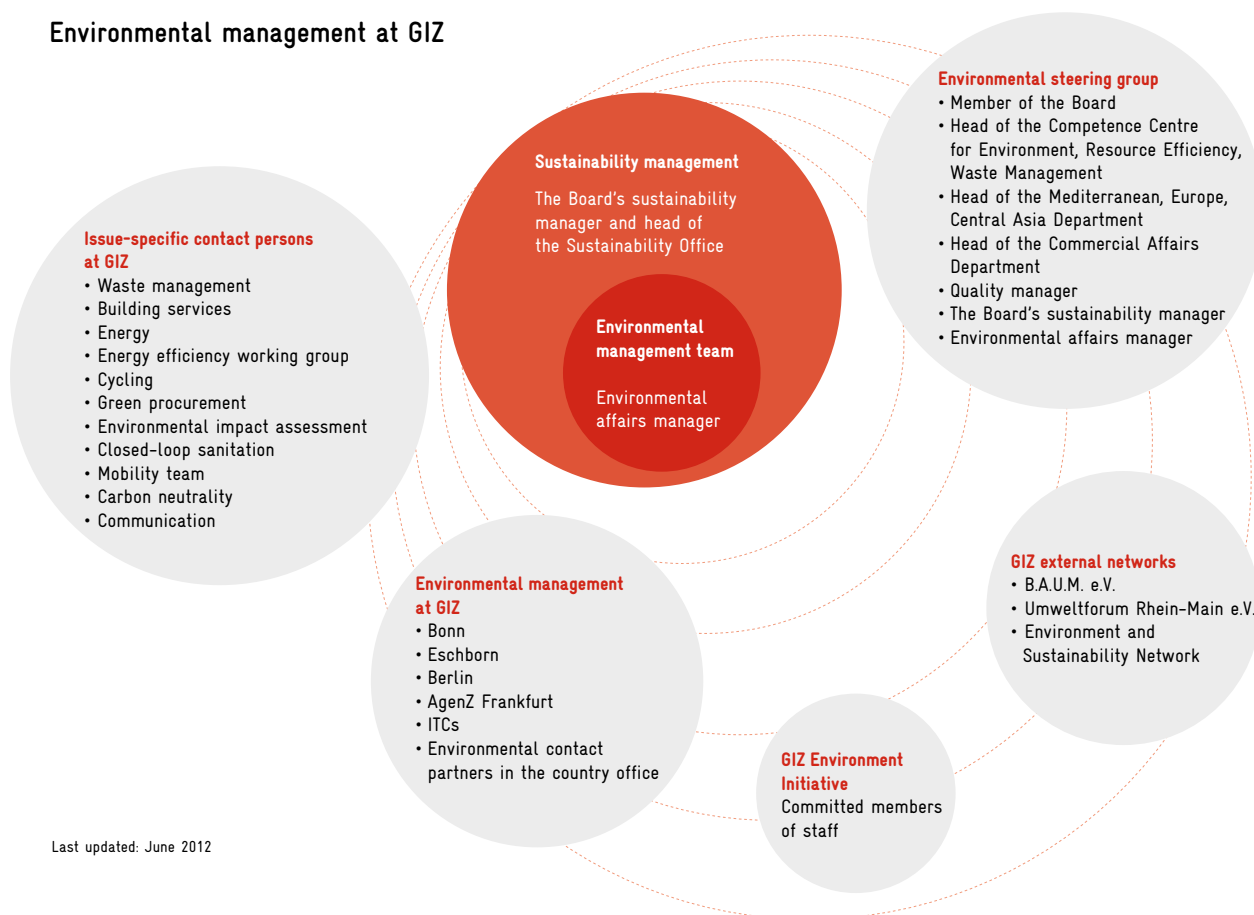 Environmental management at GIZ
Sustainability management
The Board's sustainability
manager and head of
the Sustainability Office
Environmental
management team
Environmental
affairs manager
Environmental steering group
• Member of the Board
• Head of the Competence Centre
for Environment, Resource Efficiency,
Waste Management
• Head of the Mediterranean, Europe,
Central Asia Department
• Head of the Commercial Affairs
Department
• Quality manager
• The Board's sustainability manager
• Environmental affairs manager
Issue-specific contact persons
at GIZ
• Waste management
• Building services
• Energy
• Energy efficiency working group
• Cycling
• Green procurement
• Environmental impact assessment
• Closed-loop sanitation
• Mobility team
• Carbon neutrality
• Communication
Environmental management
at GIZ
• Bonn
• Eschborn
• Berlin
• AgenZ Frankfurt
• ITCs
• Environmental contact
partners in the country office
GIZ external networks
• B.A.U.M. e.V.
• Umweltforum Rhein-Main e.V.
• Environment and
Sustainability Network
GIZ Environment
Initiative
Committed members
of staff
Last updated: June 2012